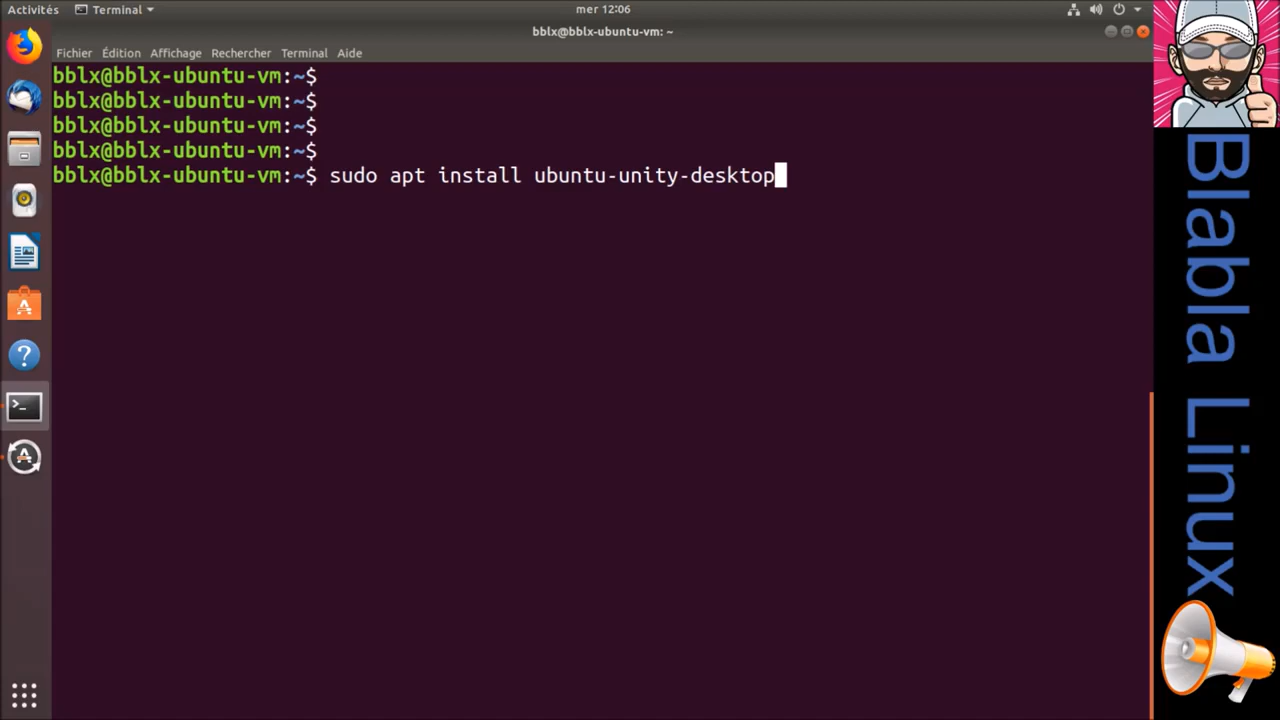 Activités Terminal mer 12:06
bblx@bblx-ubuntu-vm: ~
Fichier Édition Affichage Rechercher Terminal Aide
bblx@bblx-ubuntu-vm:~$
bblx@bblx-ubuntu-vm:~$
bblx@bblx-ubuntu-vm:~$
bblx@bblx-ubuntu-vm:~$
bblx@bblx-ubuntu-vm:~$ sudo apt install ubuntu-unity-desktop
Blabla Linux